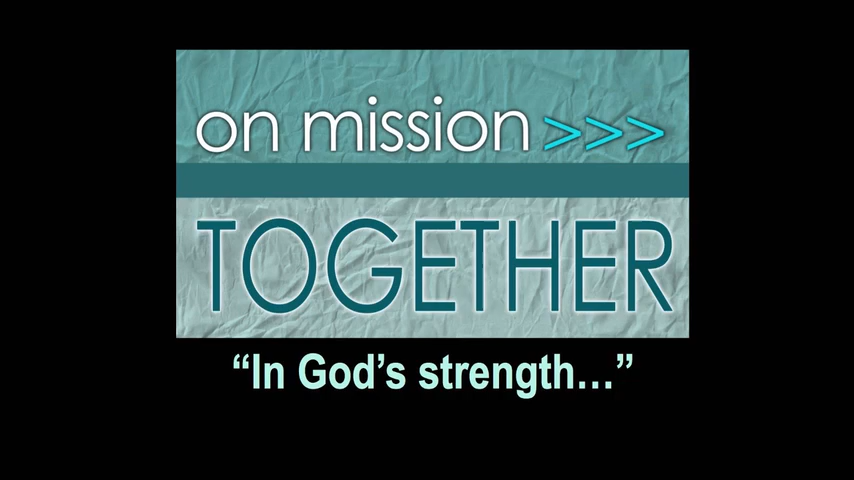 on mission >>>
TOGETHER
“In God’s strength…”